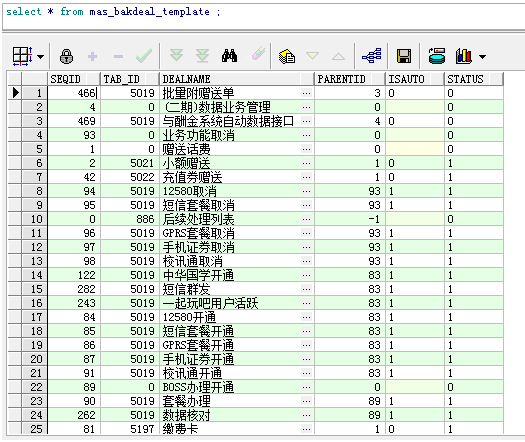 select * from mas_bakdeal_template ;
SEQID TAB_ID DEALNAME PARENTID ISAUTO STATUS
1 466 5019 批量附赠送单 … 3 0 0
2 4 0 (二期)数据业务管理 … 0 0
3 469 5019 与酬金系统自动数据接口 … 4 0 0
4 93 0 业务功能取消 … 0 0
5 1 0 赠送话费 … 0 0
6 2 5021 小额赠送 … 1 0 1
7 42 5022 充值券赠送 … 1 0 1
8 94 5019 12580取消 … 93 1 1
9 95 5019 短信套餐取消 … 93 1 1
10 0 886 后续处理列表 … -1 0
11 96 5019 GPRS套餐取消 … 93 1 1
12 97 5019 手机证券取消 … 93 1 1
13 98 5019 校讯通取消 … 93 1 1
14 122 5019 中华国学开通 … 83 1 1
15 282 5019 短信群发 … 83 1 1
16 243 5019 一起玩吧用户活跃 … 83 1 1
17 84 5019 12580开通 … 83 1 1
18 85 5019 短信套餐开通 … 83 1 1
19 86 5019 GPRS套餐开通 … 83 1 1
20 87 5019 手机证券开通 … 83 1 1
21 91 5019 校讯通开通 … 83 1 1
22 89 0 BOSS办理开通 … 0 0
23 90 5019 套餐办理 … 89 1 1
24 262 5019 数据核对 … 89 1 1
25 81 5197 缴费卡 … 1 0 1